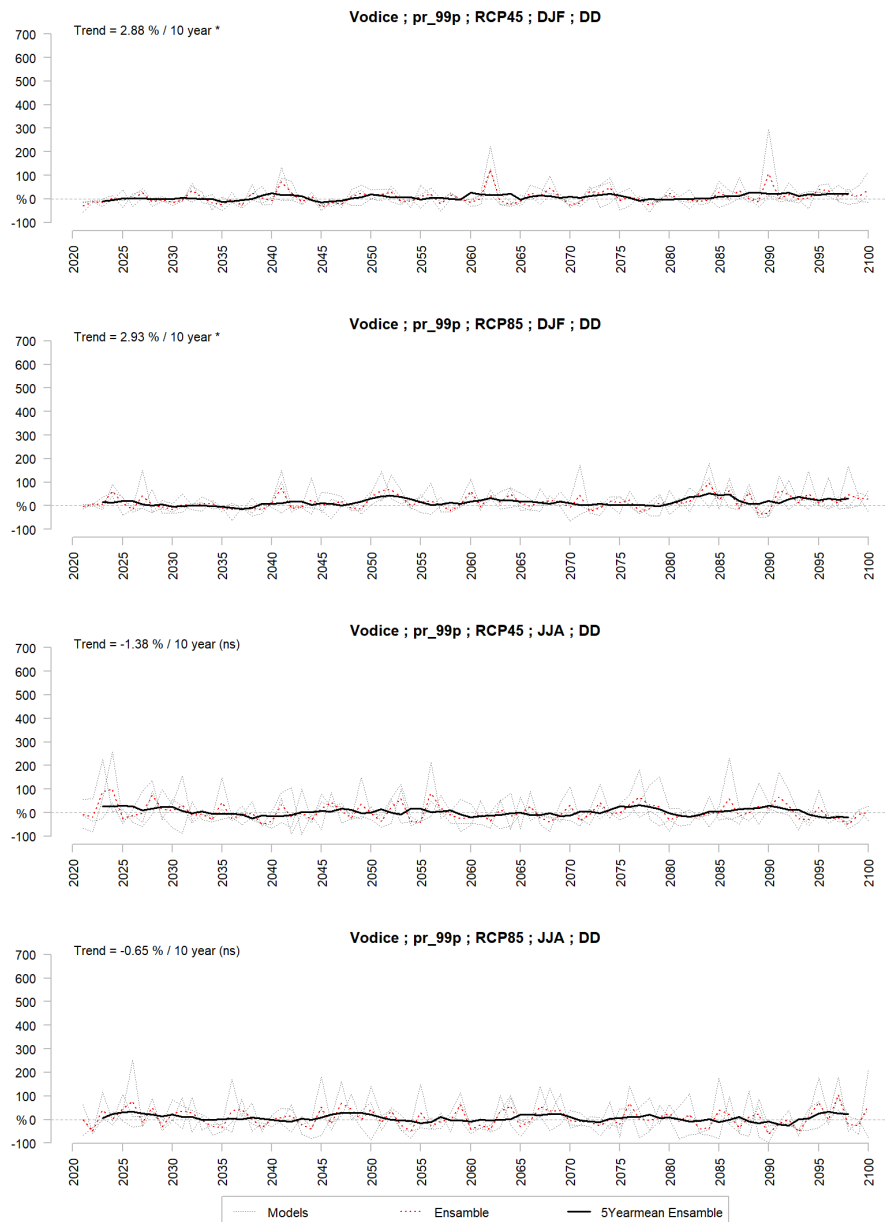 Vodice ; pr_99p ; RCP45 ; DJF ; DD
Trend = 2.88 % / 10 year *
700
600
500
400
300
200
100
% 0
-100
2020 2025 2030 2035 2040 2045 2050 2055 2060 2065 2070 2075 2080 2085 2090 2095 2100
Vodice ; pr_99p ; RCP85 ; DJF ; DD
Trend = 2.93 % / 10 year *
700
600
500
400
300
200
100
% 0
-100
2020 2025 2030 2035 2040 2045 2050 2055 2060 2065 2070 2075 2080 2085 2090 2095 2100
Vodice ; pr_99p ; RCP45 ; JJA ; DD
Trend = -1.38 % / 10 year (ns)
700
600
500
400
300
200
100
% 0
-100
2020 2025 2030 2035 2040 2045 2050 2055 2060 2065 2070 2075 2080 2085 2090 2095 2100
Vodice ; pr_99p ; RCP85 ; JJA ; DD
Trend = -0.65 % / 10 year (ns)
700
600
500
400
300
200
100
% 0
-100
2020 2025 2030 2035 2040 2045 2050 2055 2060 2065 2070 2075 2080 2085 2090 2095 2100
Models Ensamble 5Yearmean Ensamble